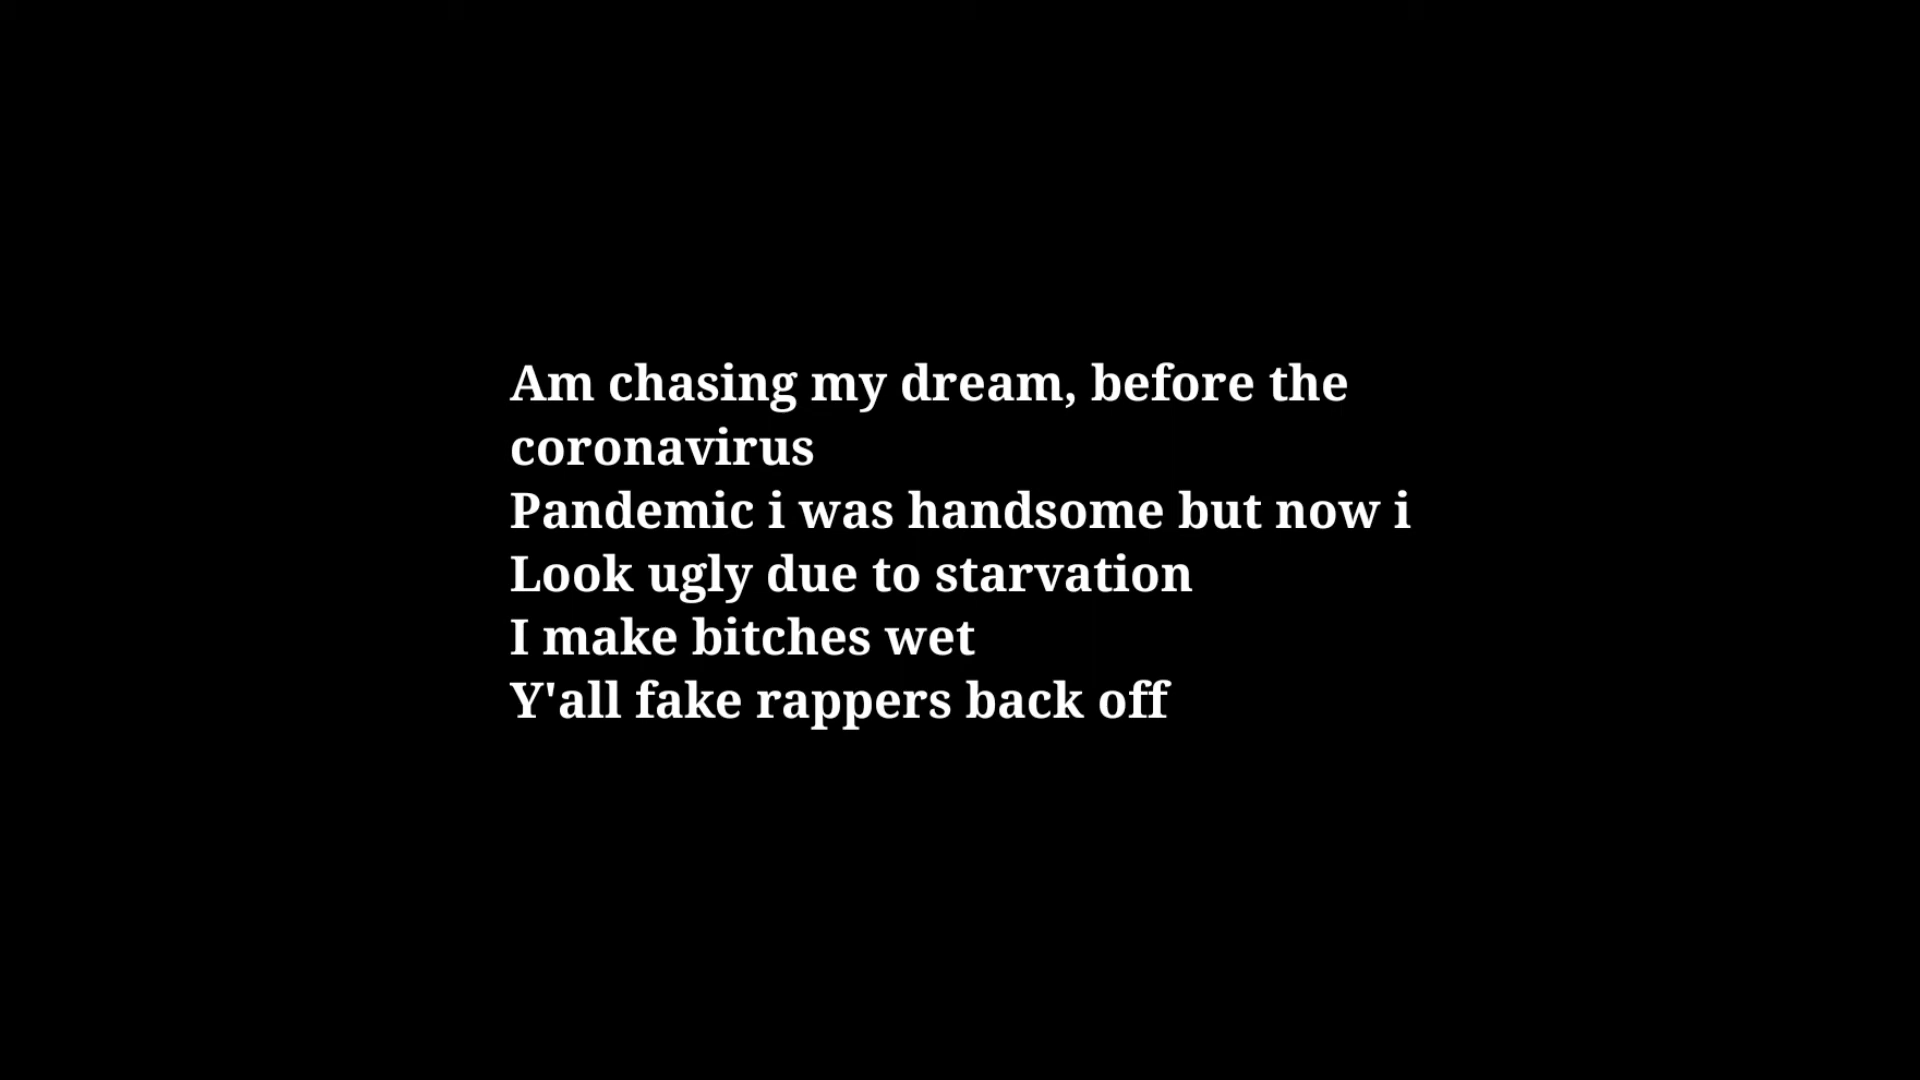 Am chasing my dream, before the
coronavirus
Pandemic i was handsome but now i
Look ugly due to starvation
I make bitches wet
Y'all fake rappers back off